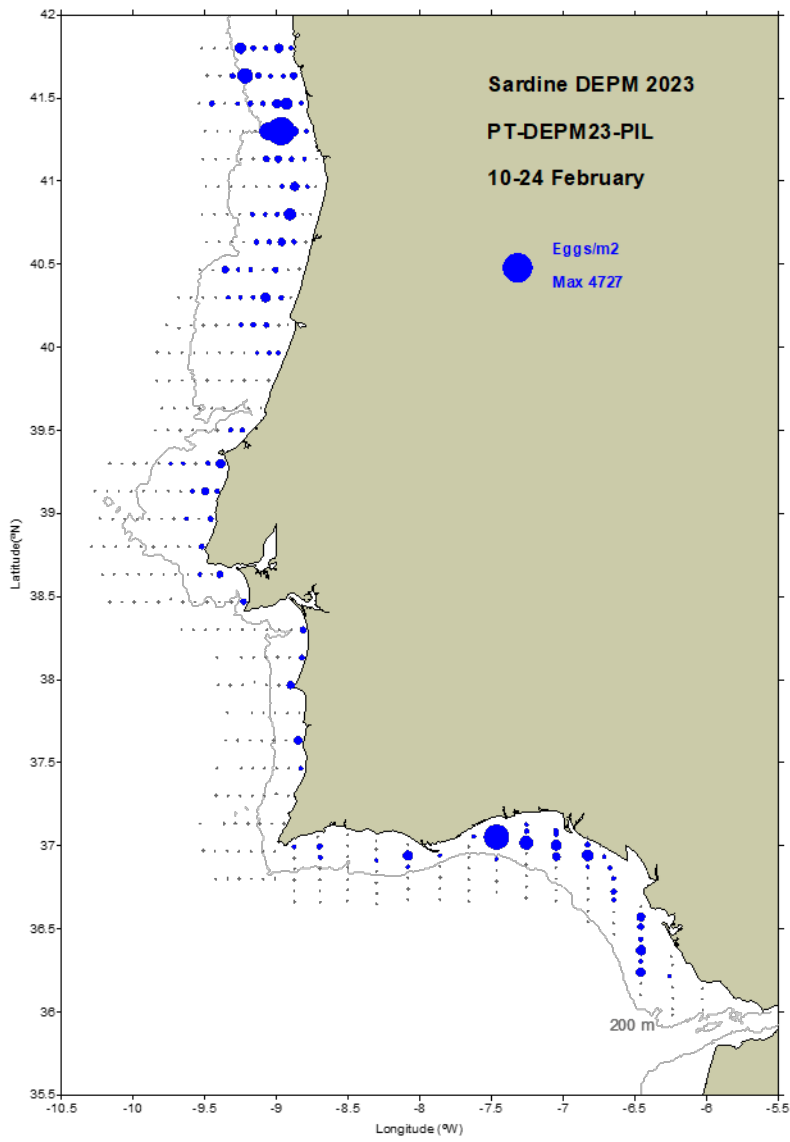 42
Sardine DEPM 2023
41.5
PT-DEPM23-PIL
10-24 February
41
Eggs/m2
40.5
Max 4727
40
39.5
39
Latitude(ºN)
38.5
38
37.5
37
36.5
36
200 m
35.5
-10.5 -10 -9.5 -9 -8.5 -8 -7.5 -7 -6.5 -6 -5.5
Longitude (ºW)